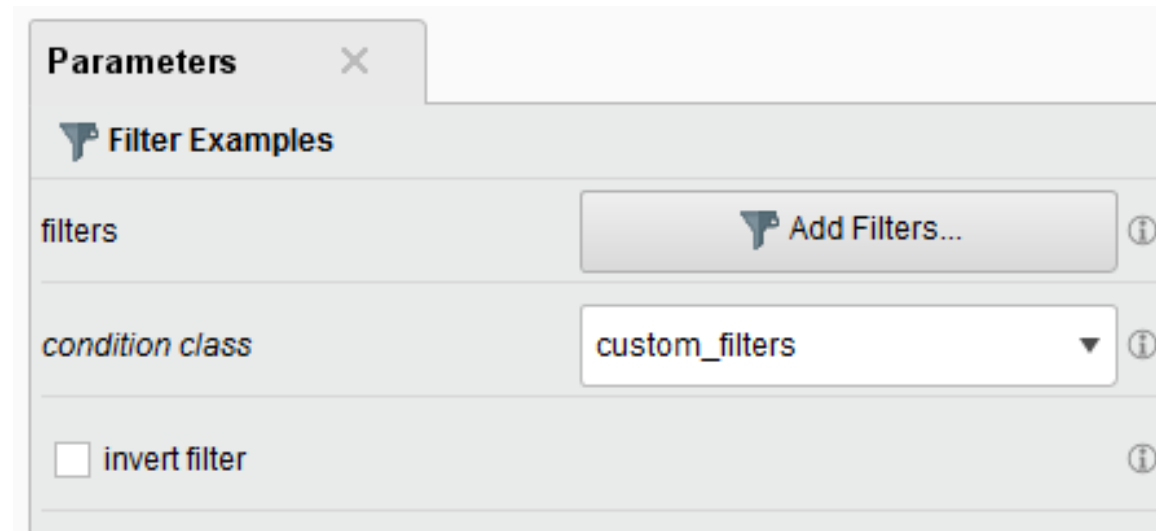 Parameters
Filter Examples
filters
Add Filters...
condition class
custom_filters
invert filter